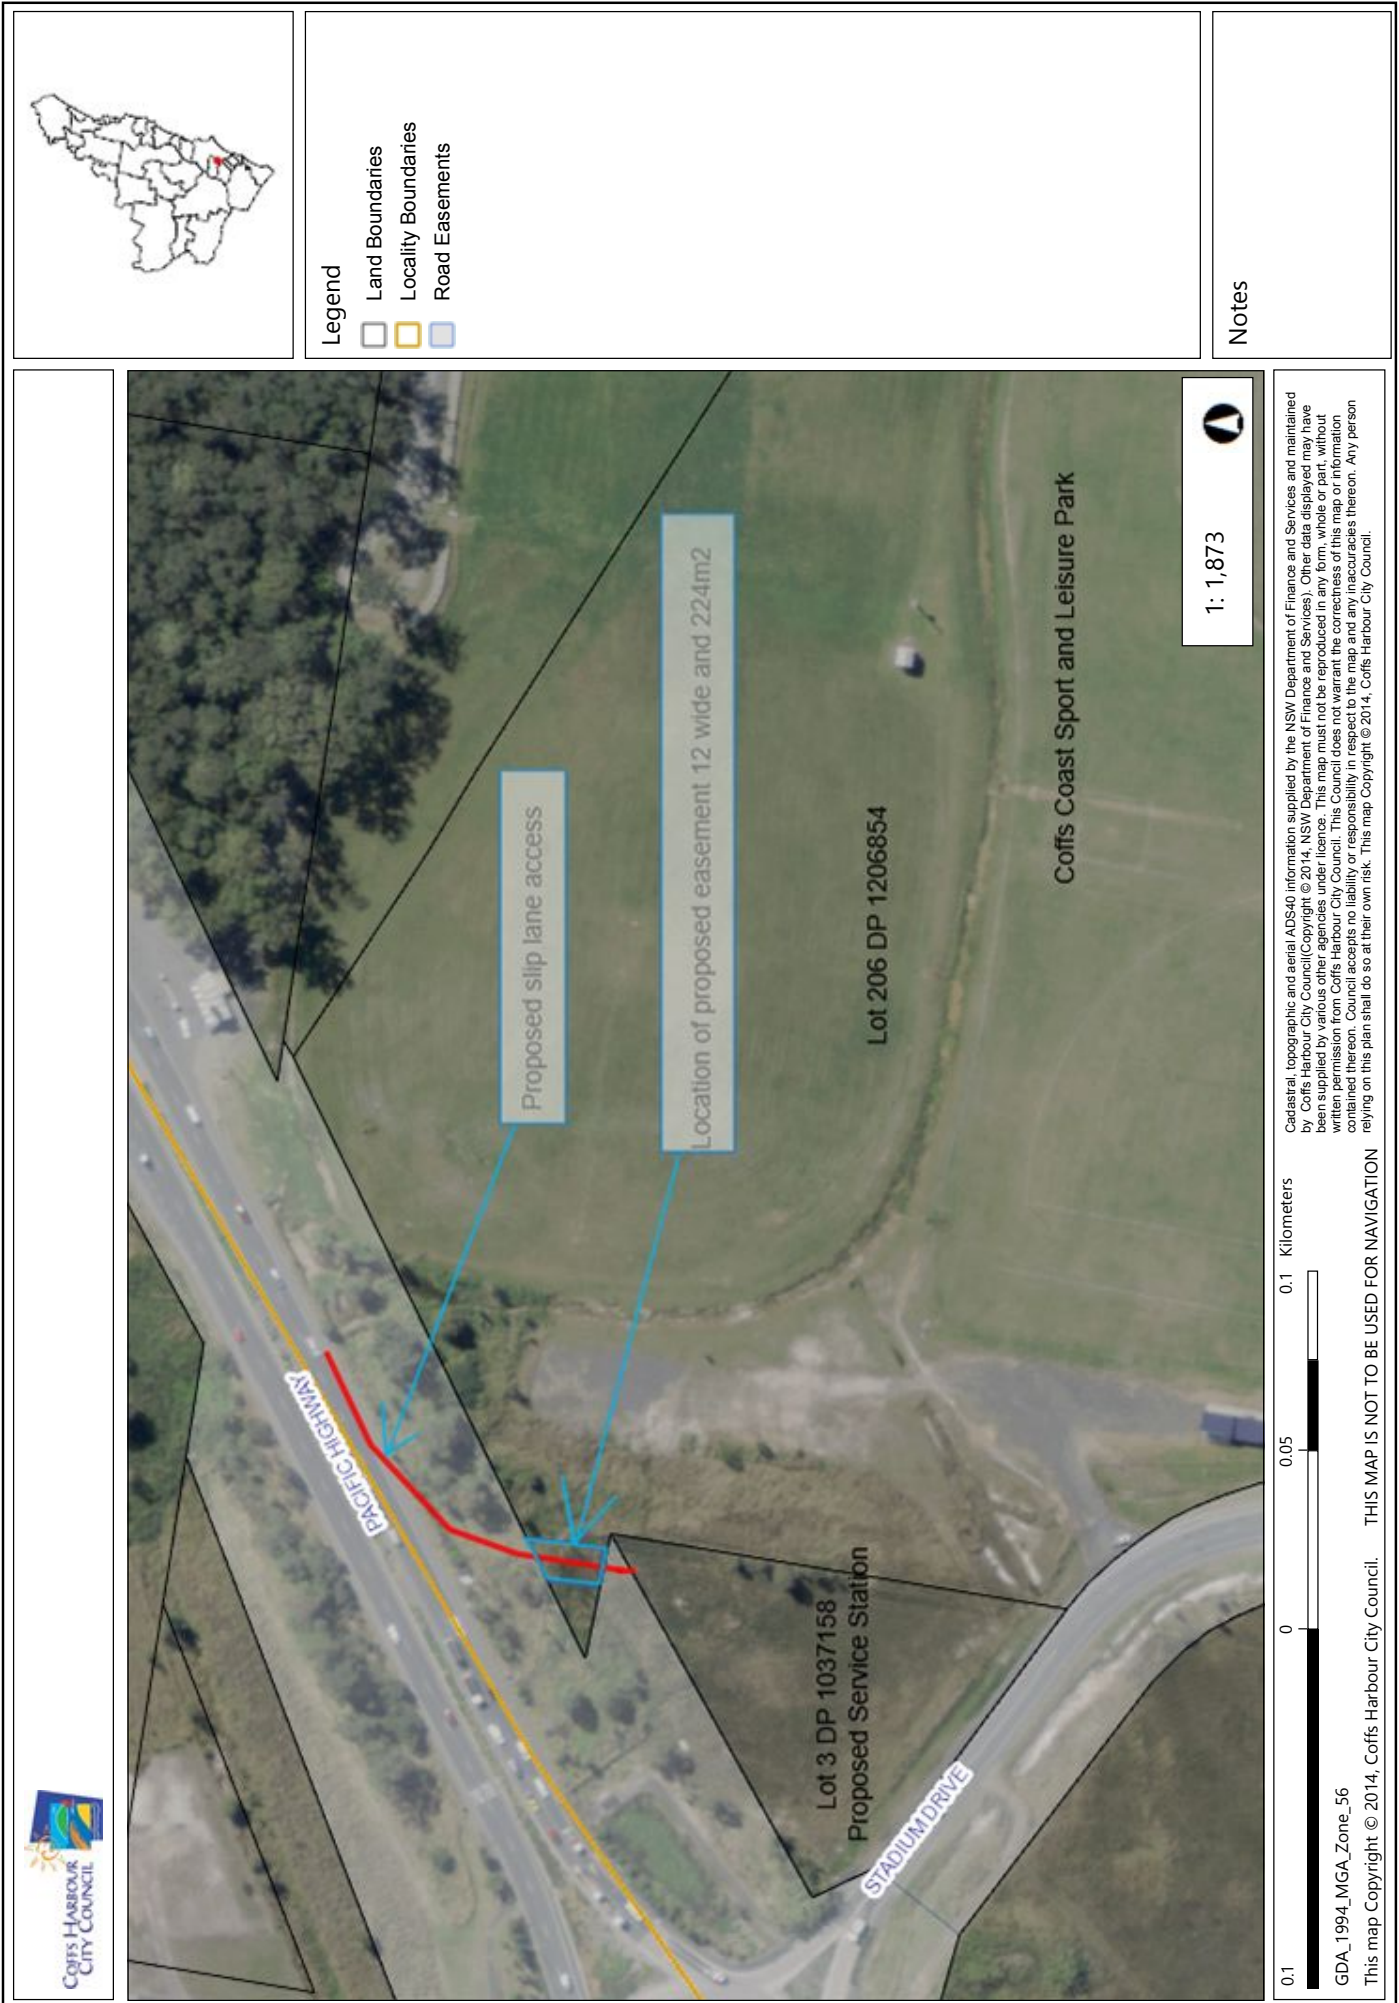 COFFS HARBOUR
CITY COUNCIL
Legend
Land Boundaries
Locality Boundaries
Road Easements
Notes
PACIFIC HIGHWAY
Proposed slip lane access
Location of proposed easement 12 wide and 224m2
Lot 206 DP 1206854
Coffs Coast Sport and Leisure Park
Lot 3 DP 1037158
Proposed Service Station
STADIUM DRIVE
1: 1,873
0.1
0
0.05
0.1
Kilometers
GDA_1994_MGA_Zone_56
This map Copyright © 2014, Coffs Harbour City Council.
THIS MAP IS NOT TO BE USED FOR NAVIGATION
Cadastral, topographic and aerial ADS40 information supplied by the NSW Department of Finance and Services and maintained
by Coffs Harbour City Council(Copyright © 2014, NSW Department of Finance and Services). Other data displayed may have
been supplied by various other agencies under licence. This map must not be reproduced in any form, whole or part, without
written permission from Coffs Harbour City Council. This Council does not warrant the correctness of this map or information
contained thereon. Council accepts no liability or responsibility in respect to the map and any inaccuracies thereon. Any person
relying on this plan shall do so at their own risk. This map Copyright © 2014, Coffs Harbour City Council.